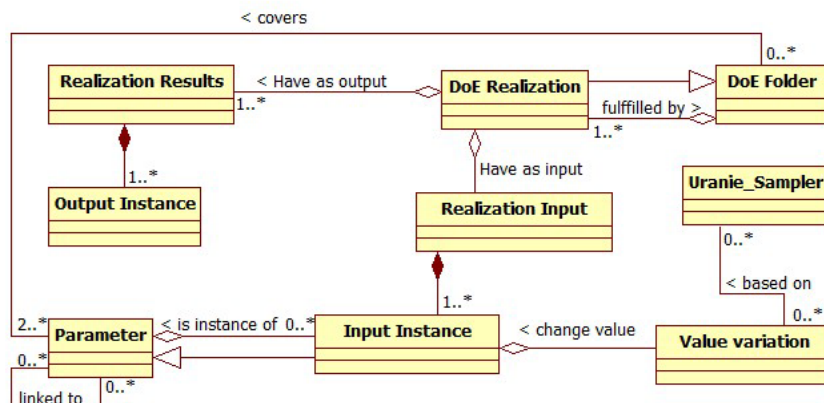 < covers
0..*
Realization Results
< Have as output
1..*
DoE Realization
DoE Folder
fulffilled by >
1..*
Have as input
1..*
Output Instance
Realization Input
Uranie_Sampler
0..*
< based on
1..*
0..*
2..*
Parameter
< is instance of 0..*
Input Instance
< change value
Value variation
0..*
0..*
linked to